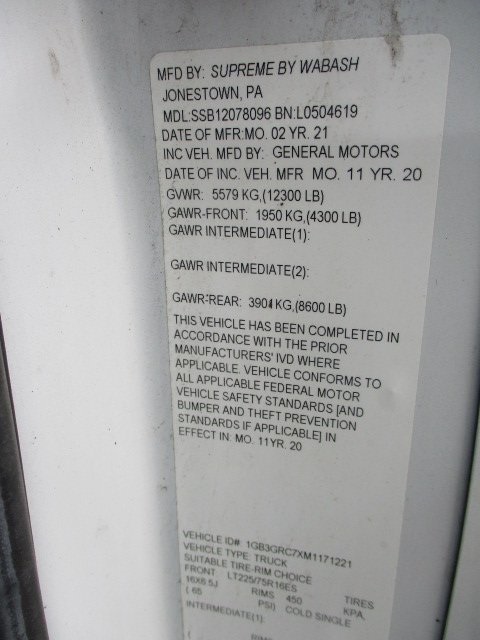 MFD BY: SUPREME BY WABASH
JONESTOWN, PA
MDL:SSB12078096 BN:L0504619
DATE OF MFR:MO. 02 YR. 21
INC VEH. MFD BY: GENERAL MOTORS
DATE OF INC. VEH. MFR MO. 11 YR. 20
GVWR: 5579 KG,(12300 LB)
GAWR-FRONT: 1950 KG,(4300 LB)
GAWR INTERMEDIATE(1):
GAWR INTERMEDIATE(2):
GAWR-REAR: 3901 KG,(8600 LB)
THIS VEHICLE HAS BEEN COMPLETED IN
ACCORDANCE WITH THE PRIOR
MANUFACTURERS' IVD WHERE
APPLICABLE. VEHICLE CONFORMS TO
ALL APPLICABLE FEDERAL MOTOR
VEHICLE SAFETY STANDARDS [AND
BUMPER AND THEFT PREVENTION
STANDARDS IF APPLICABLE] IN
EFFECT IN: MO. 11YR. 20
VEHICLE ID#: 1GB3GRC7XM1171221
VEHICLE TYPE: TRUCK
SUITABLE TIRE-RIM CHOICE
FRONT LT225/75R16ES TIRES
16X6.5J RIMS 450 KPA,
( 65 PSI) COLD SINGLE
INTERMEDIATE(1):